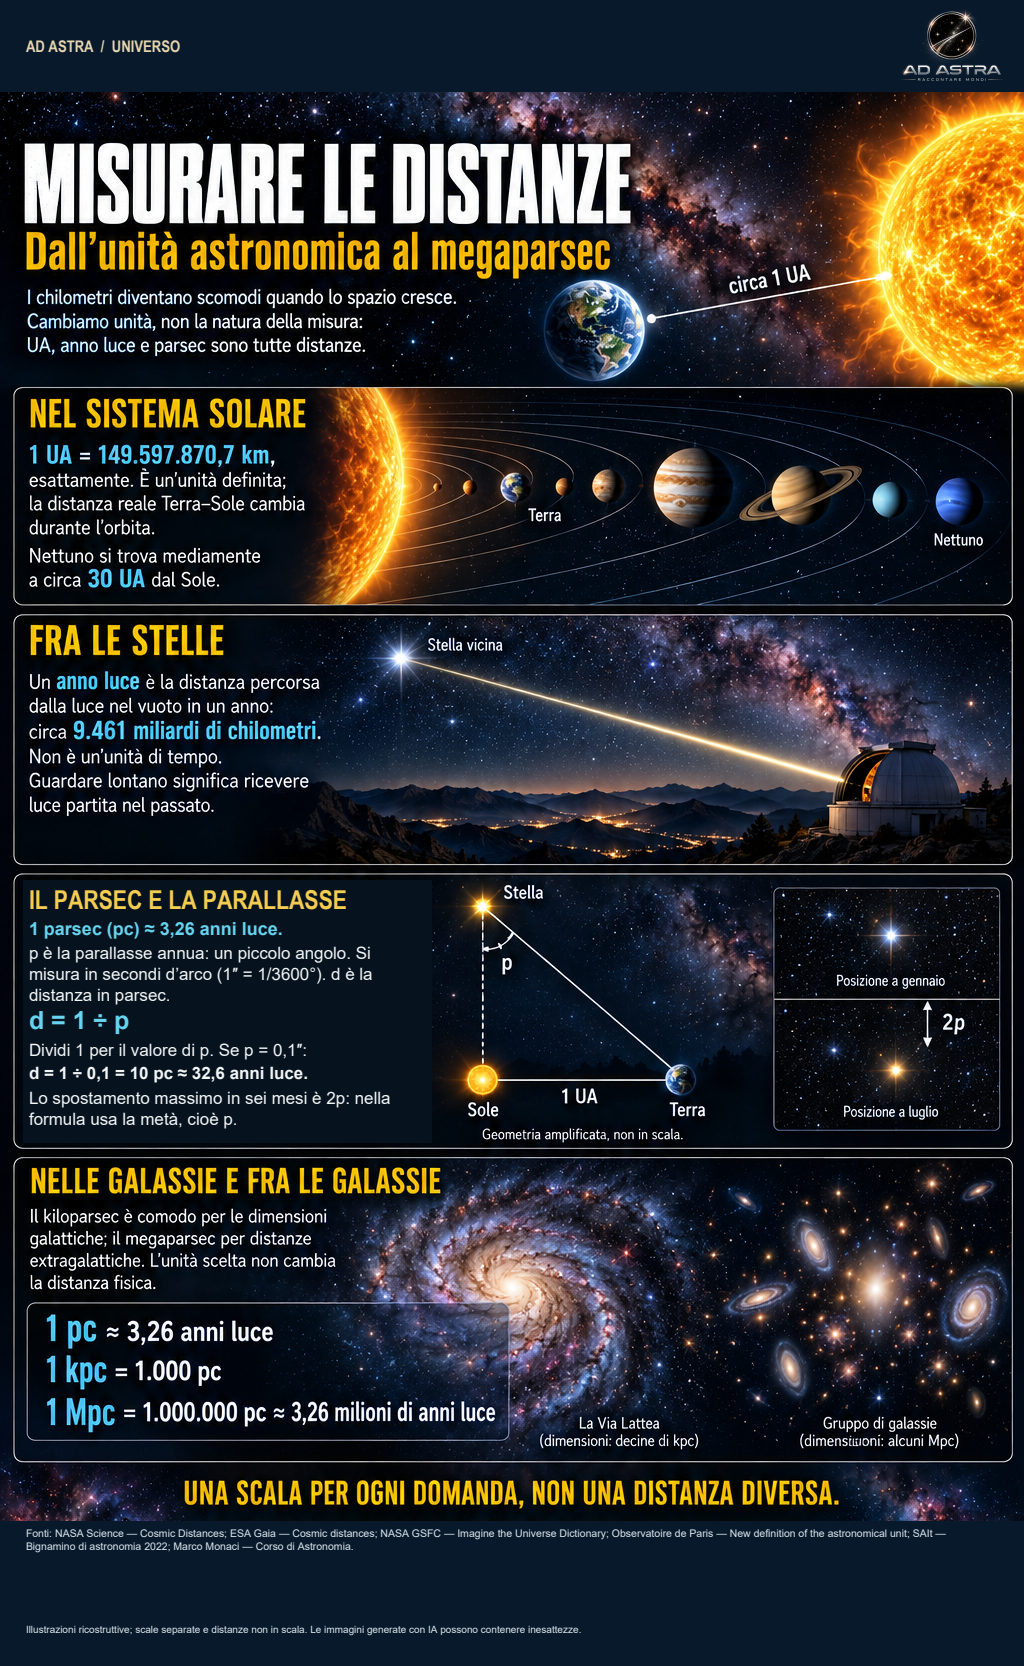 AD ASTRA / UNIVERSO
AD ASTRA
RACCONTARE MONDI
MISURARE LE DISTANZE
Dall'unità astronomica al megaparsec
I chilometri diventano scomodi quando lo spazio cresce.
Cambiamo unità, non la natura della misura:
UA, anno luce e parsec sono tutte distanze.
circa 1 UA
NEL SISTEMA SOLARE
1 UA = 149.597.870,7 km,
esattamente. È un'unità definita;
la distanza reale Terra–Sole cambia
durante l'orbita.
Nettuno si trova mediamente
a circa 30 UA dal Sole.
Terra
Nettuno
FRA LE STELLE
Un anno luce è la distanza percorsa
dalla luce nel vuoto in un anno:
circa 9.461 miliardi di chilometri.
Non è un'unità di tempo.
Guardare lontano significa ricevere
luce partita nel passato.
Stella vicina
IL PARSEC E LA PARALLASSE
1 parsec (pc) ≈ 3,26 anni luce.
p è la parallasse annua: un piccolo angolo. Si
misura in secondi d'arco (1″ = 1/3600°). d è la
distanza in parsec.
d = 1 ÷ p
Dividi 1 per il valore di p. Se p = 0,1″:
d = 1 ÷ 0,1 = 10 pc ≈ 32,6 anni luce.
Lo spostamento massimo in sei mesi è 2p: nella
formula usa la metà, cioè p.
Stella
p
Sole
1 UA
Terra
Geometria amplificata, non in scala.
Posizione a gennaio
2p
Posizione a luglio
NELLE GALASSIE E FRA LE GALASSIE
Il kiloparsec è comodo per le dimensioni
galattiche; il megaparsec per distanze
extragalattiche. L'unità scelta non cambia
la distanza fisica.
1 pc ≈ 3,26 anni luce
1 kpc = 1.000 pc
1 Mpc = 1.000.000 pc ≈ 3,26 milioni di anni luce
La Via Lattea
(dimensioni: decine di kpc)
Gruppo di galassie
alcuni Mpc)
UNA SCALA PER OGNI DOMANDA, NON UNA DISTANZA DIVERSA.
Fonti: NASA Science — Cosmic Distances; ESA Gaia — Cosmic distances; NASA GSFC — Imagine the Universe Dictionary; Observatoire de Paris — New definition of the astronomical unit; SAIt —
Bignamino di astronomia 2022; Marco Monaci — Corso di Astronomia.
Illustrazioni ricostruttive; scale separate e distanze non in scala. Le immagini generate con IA possono contenere inesattezze.